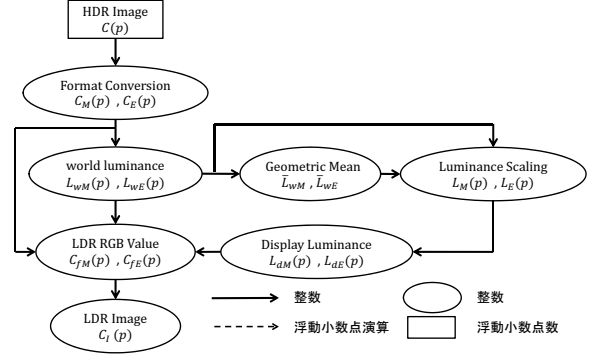 HDR Image
C(p)
Format Conversion
C_M(p) , C_E(p)
world luminance
L_wM(p) , L_wE(p)
Geometric Mean
L̄_wM , L̄_wE
Luminance Scaling
L_M(p) , L_E(p)
LDR RGB Value
C_fM(p) , C_fE(p)
Display Luminance
L_dM(p) , L_dE(p)
LDR Image
C_I (p)
整数
整数
浮動小数点演算
浮動小数点数